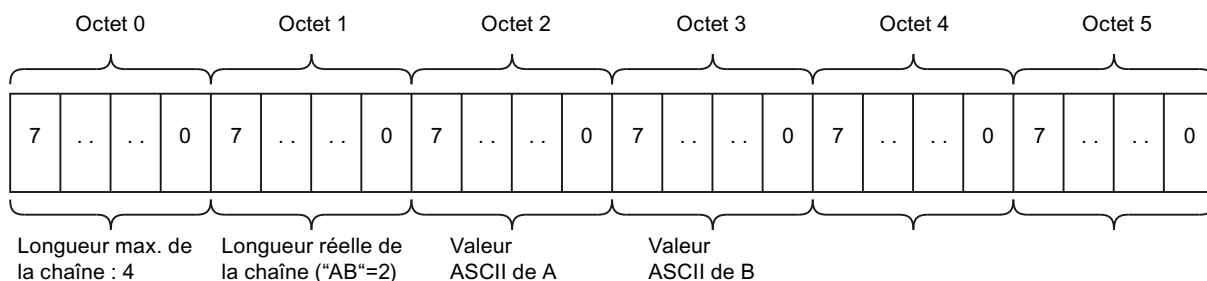 Octet 0 Octet 1 Octet 2 Octet 3 Octet 4 Octet 5
7 . . . . 0 7 . . . . 0 7 . . . . 0 7 . . . . 0 7 . . . . 0 7 . . . . 0
Longueur max. de
la chaîne : 4
Longueur réelle de
la chaîne (“AB“=2)
Valeur
ASCII de A
Valeur
ASCII de B